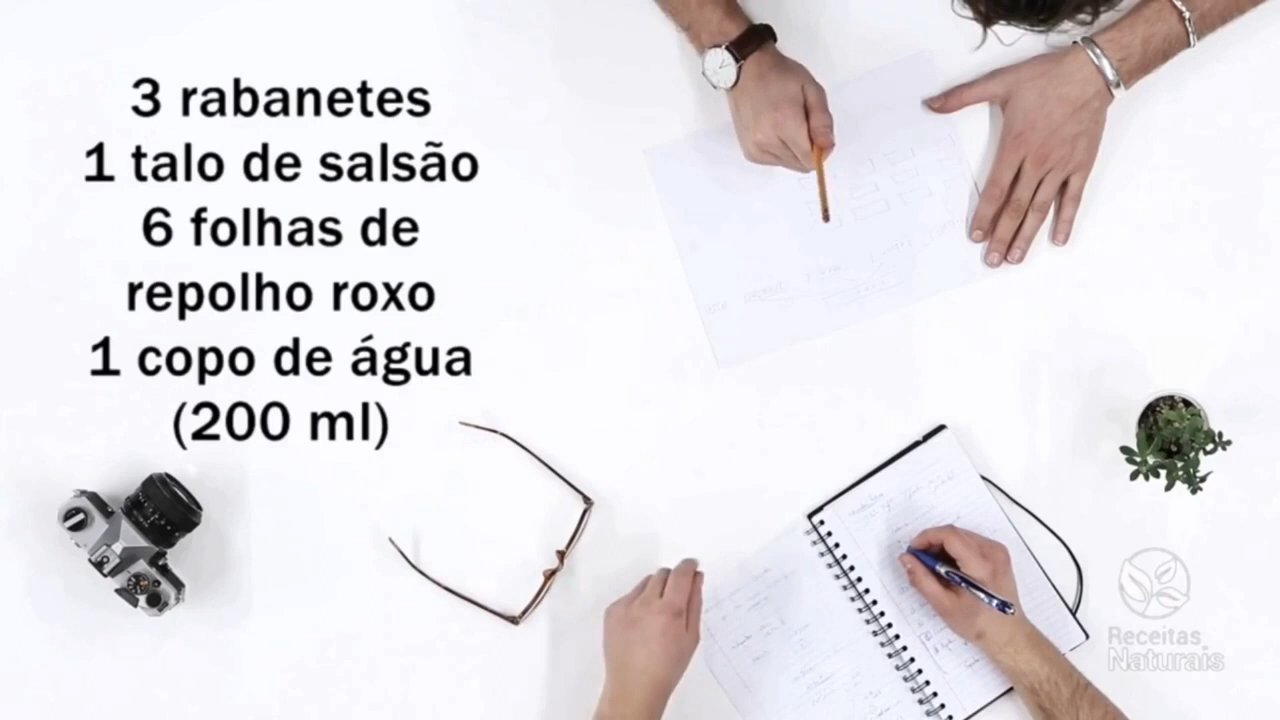 3 rabanetes
1 talo de salsão
6 folhas de
repolho roxo
1 copo de água
(200 ml)
Receitas
Naturais